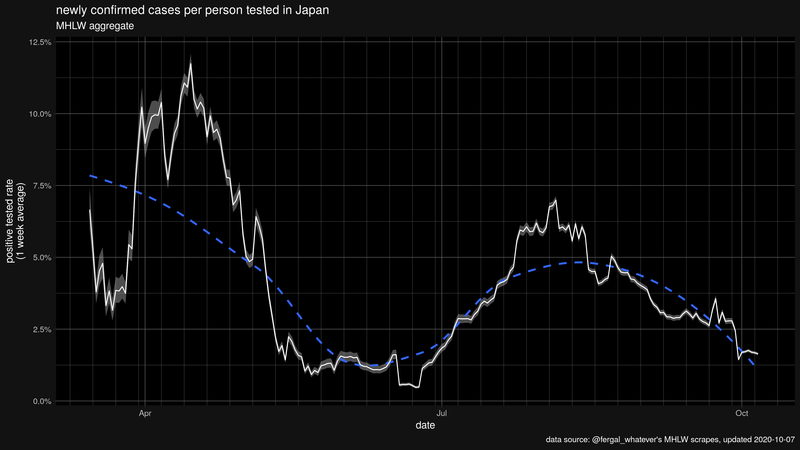 newly confirmed cases per person tested in Japan
MHLW aggregate
12.5%
10.0%
7.5%
5.0%
2.5%
0.0%
positive tested rate
(1 week average)
Apr
Jul
Oct
date
data source: @fergal_whatever's MHLW scrapes, updated 2020-10-07